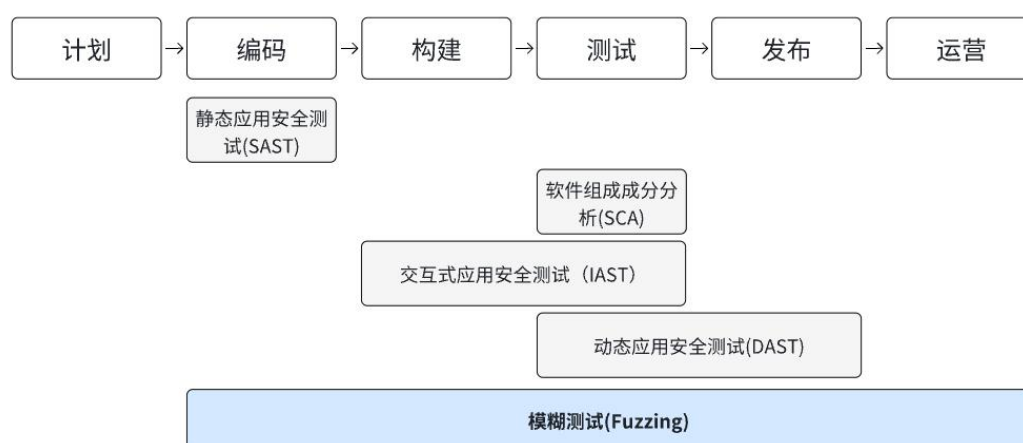 计划 → 编码 → 构建 → 测试 → 发布 → 运营
静态应用安全测
试(SAST)
软件组成成分分
析(SCA)
交互式应用安全测试（IAST）
动态应用安全测试(DAST)
模糊测试(Fuzzing)